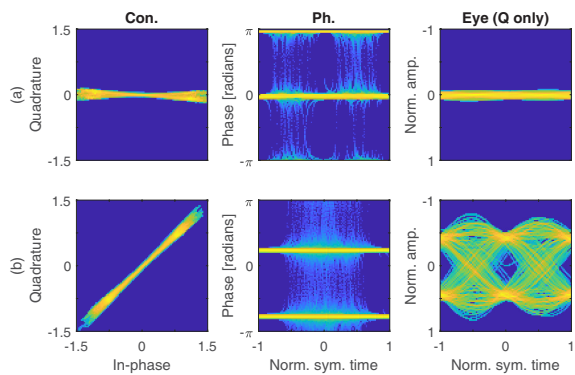 Con.
Ph.
Eye (Q only)
(a)
Quadrature
1.5
0
-1.5
Phase [radians]
π
0
-π
Norm. amp.
-1
0
1
(b)
Quadrature
1.5
0
-1.5
-1.5
0
1.5
In-phase
Phase [radians]
π
0
-π
-1
0
1
Norm. sym. time
Norm. amp.
-1
0
1
-1
0
1
Norm. sym. time